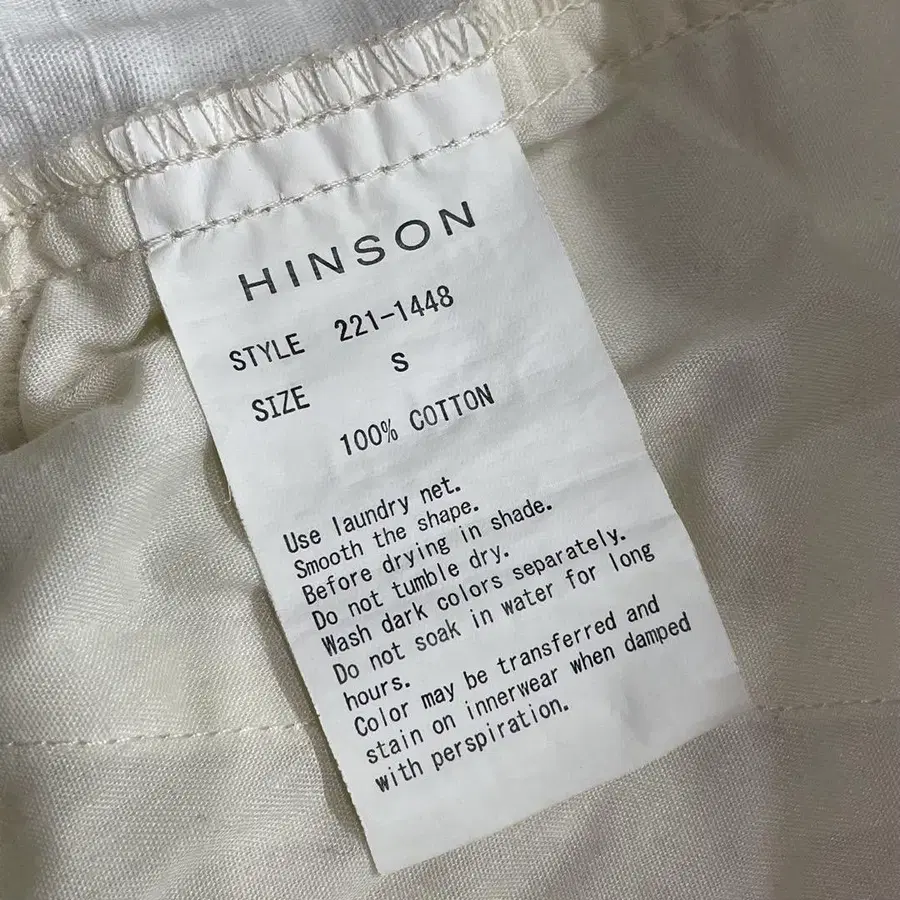 HINSON
STYLE 221-1448
SIZE S
100% COTTON
Use laundry net.
Smooth the shape.
Before drying in shade.
Do not tumble dry.
Wash dark colors separately.
Do not soak in water for long
hours.
Color may be transferred and
stain on innerwear when damped
with perspiration.